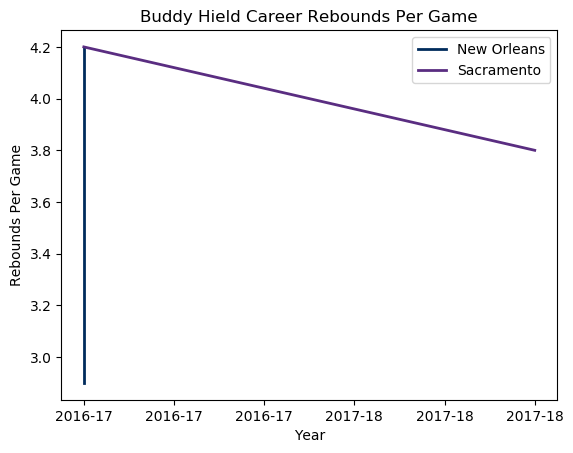 Buddy Hield Career Rebounds Per Game
New Orleans
Sacramento
4.2
4.0
3.8
3.6
3.4
3.2
3.0
Rebounds Per Game
2016-17 2016-17 2016-17 2017-18 2017-18 2017-18
Year